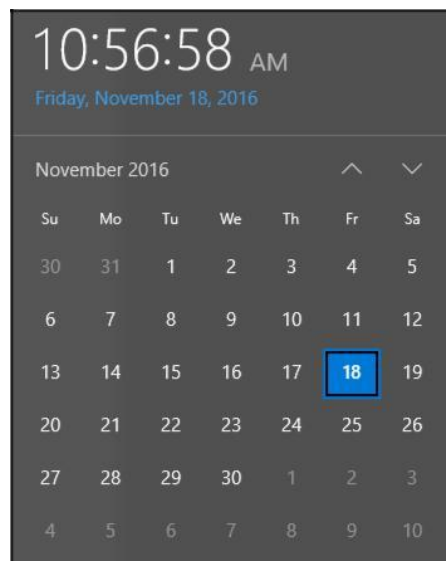 10:56:58 AM
Friday, November 18, 2016
November 2016
Su Mo Tu We Th Fr Sa
30 31 1 2 3 4 5
6 7 8 9 10 11 12
13 14 15 16 17 18 19
20 21 22 23 24 25 26
27 28 29 30 1 2 3
4 5 6 7 8 9 10